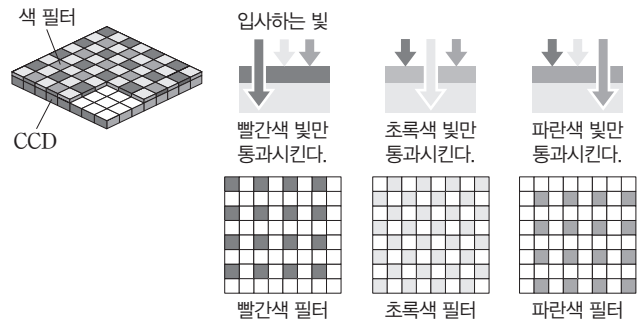 색 필터
CCD
입사하는 빛
빨간색 빛만
통과시킨다.
초록색 빛만
통과시킨다.
파란색 빛만
통과시킨다.
빨간색 필터
초록색 필터
파란색 필터